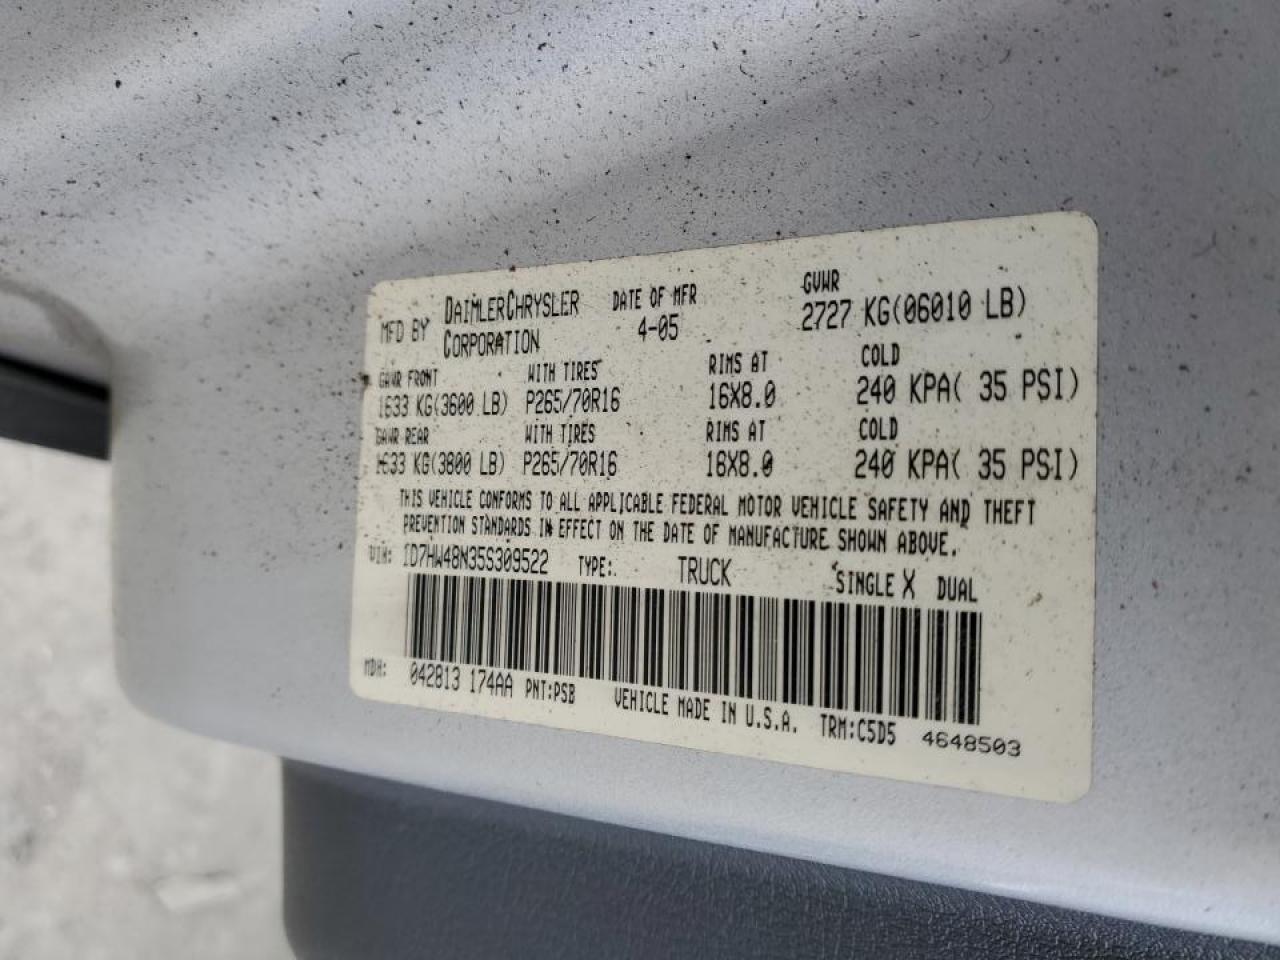 MFD BY DAIMLERCHRYSLER CORPORATION DATE OF MFR 4-05 GVWR 2727 KG(06010 LB)
GAWR FRONT WITH TIRES RIMS AT COLD
1633 KG(3600 LB) P265/70R16 16X8.0 240 KPA( 35 PSI)
GAWR REAR WITH TIRES RIMS AT COLD
1633 KG(3600 LB) P265/70R16 16X8.0 240 KPA( 35 PSI)
THIS VEHICLE CONFORMS TO ALL APPLICABLE FEDERAL MOTOR VEHICLE SAFETY AND THEFT
PREVENTION STANDARDS IN EFFECT ON THE DATE OF MANUFACTURE SHOWN ABOVE.
VIN: 1D7HW48N35S309522 TYPE: TRUCK SINGLE X DUAL
MDH: 042813 174AA PNT:PSB VEHICLE MADE IN U.S.A. TRM:C5D5 4648503